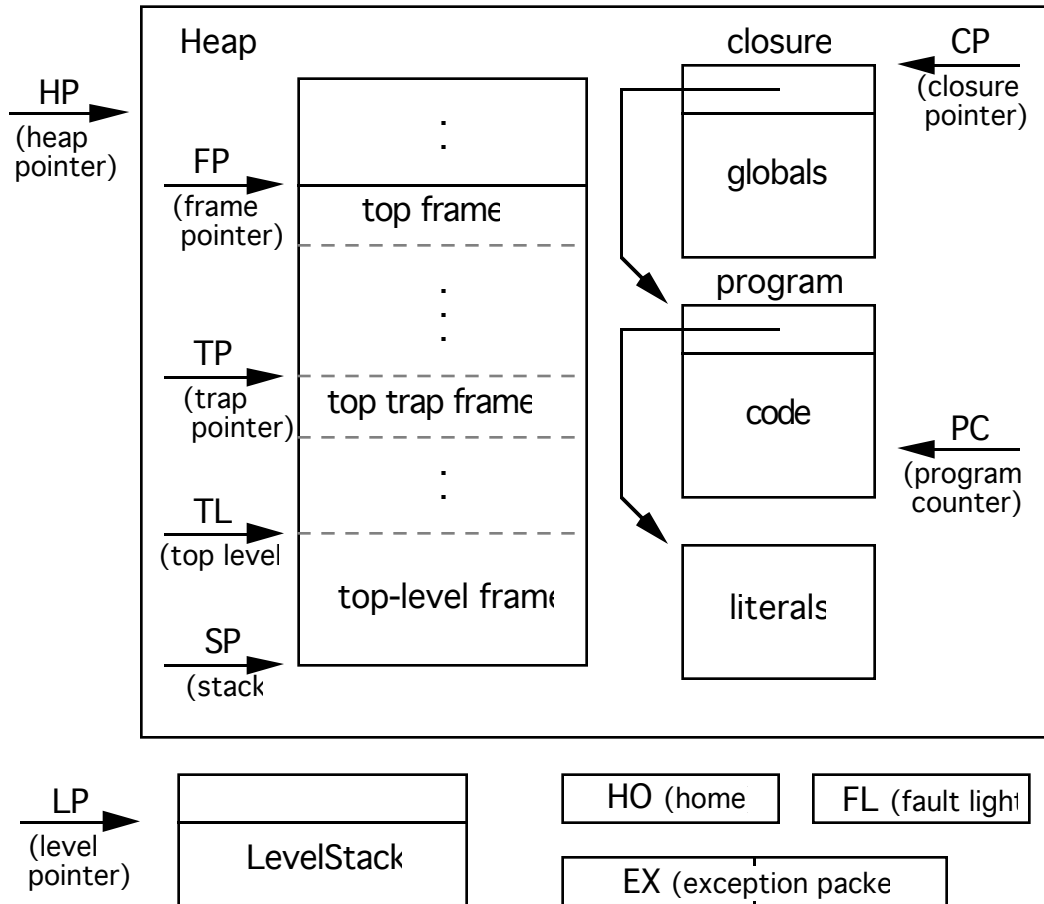 Heap
closure
CP
(closure
pointer)
HP
(heap
pointer)
FP
(frame
pointer)
top frame
globals
program
TP
(trap
pointer)
top trap frame
code
PC
(program
counter)
TL
(top level
top-level frame
literals
SP
(stack
LP
(level
pointer)
LevelStack
HO (home
FL (fault light
EX (exception packe